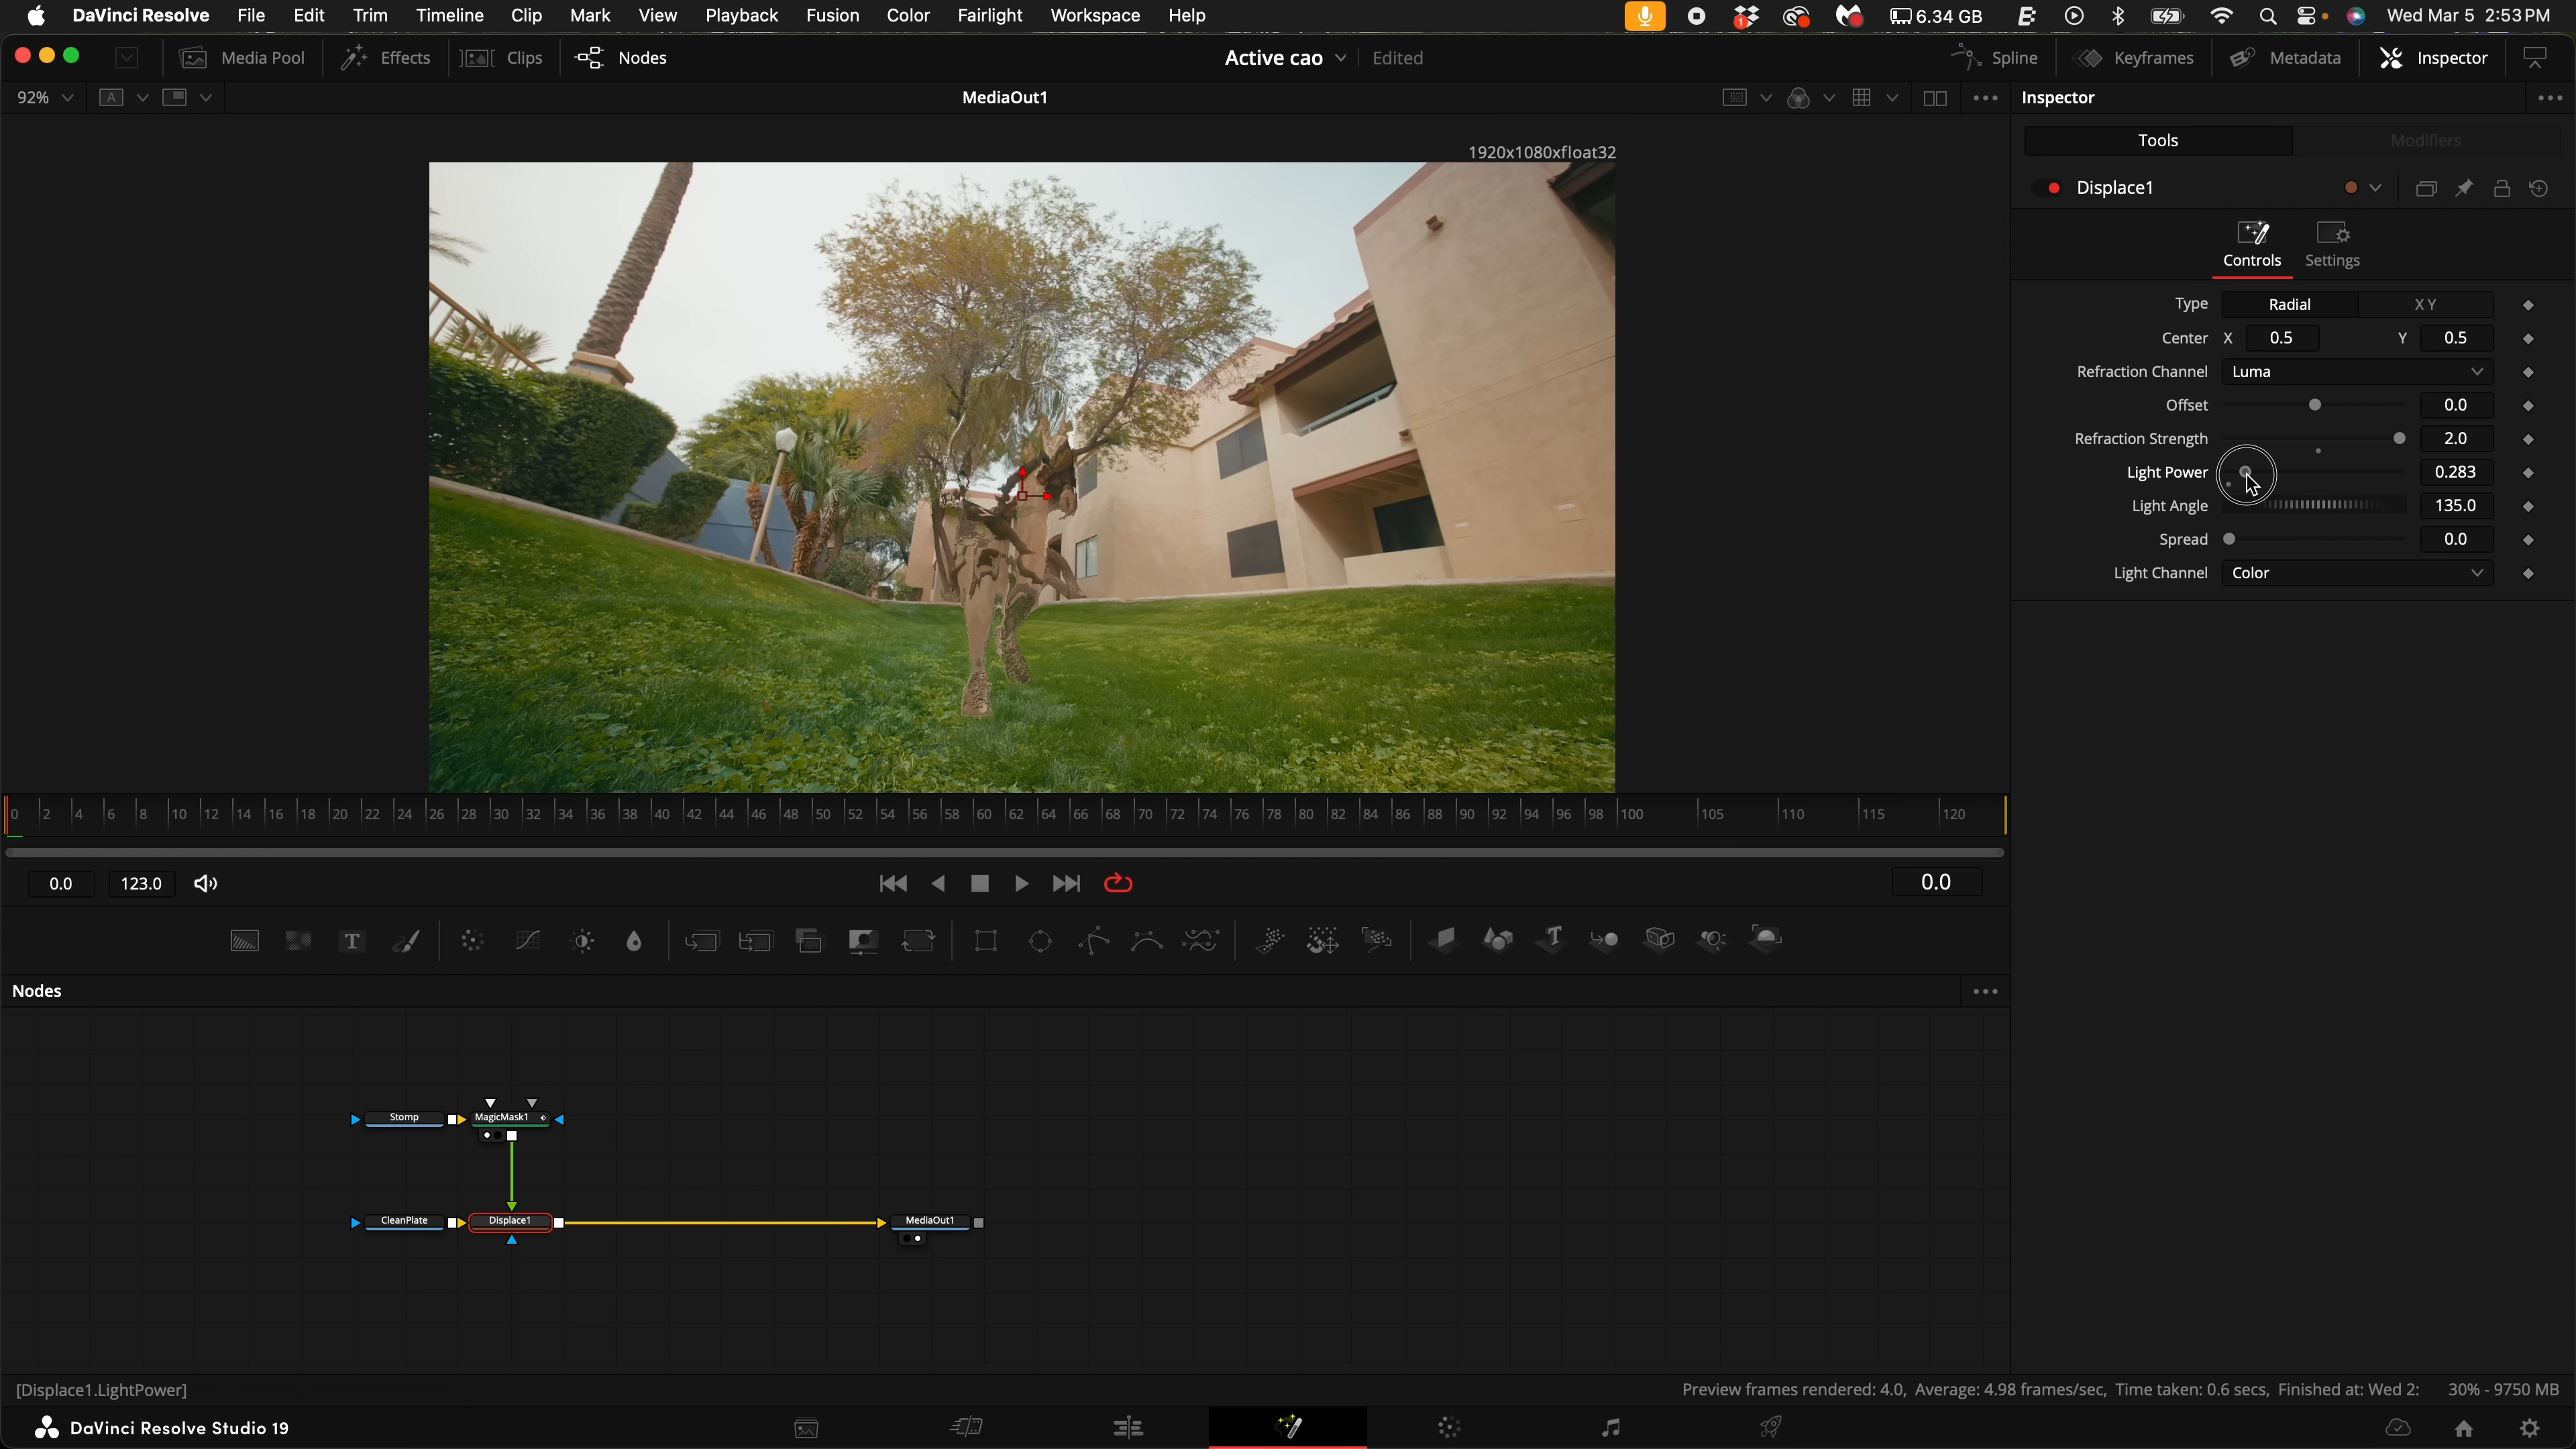 DaVinci Resolve File Edit Trim Timeline Clip Mark View Playback Fusion Color Fairlight Workspace Help 1 6.34 GB Wed Mar 5 2:53 PM
Media Pool Effects Clips Nodes Active cao Edited Spline Keyframes Metadata Inspector
92% A MediaOut1 Inspector
1920x1080xfloat32
Tools Modifiers
Displace1
Controls Settings
Type Radial X Y
Center X 0.5 Y 0.5
Refraction Channel Luma
Offset 0.0
Refraction Strength 2.0
Light Power 0.283
Light Angle 135.0
Spread 0.0
Light Channel Color
0 2 4 6 8 10 12 14 16 18 20 22 24 26 28 30 32 34 36 38 40 42 44 46 48 50 52 54 56 58 60 62 64 66 68 70 72 74 76 78 80 82 84 86 88 90 92 94 96 98 100 105 110 115 120
0.0 123.0 0.0
T T
Nodes
Stomp MagicMask1
CleanPlate Displace1 MediaOut1
[Displace1.LightPower] Preview frames rendered: 4.0, Average: 4.98 frames/sec, Time taken: 0.6 secs, Finished at: Wed 2: 30% - 9750 MB
DaVinci Resolve Studio 19